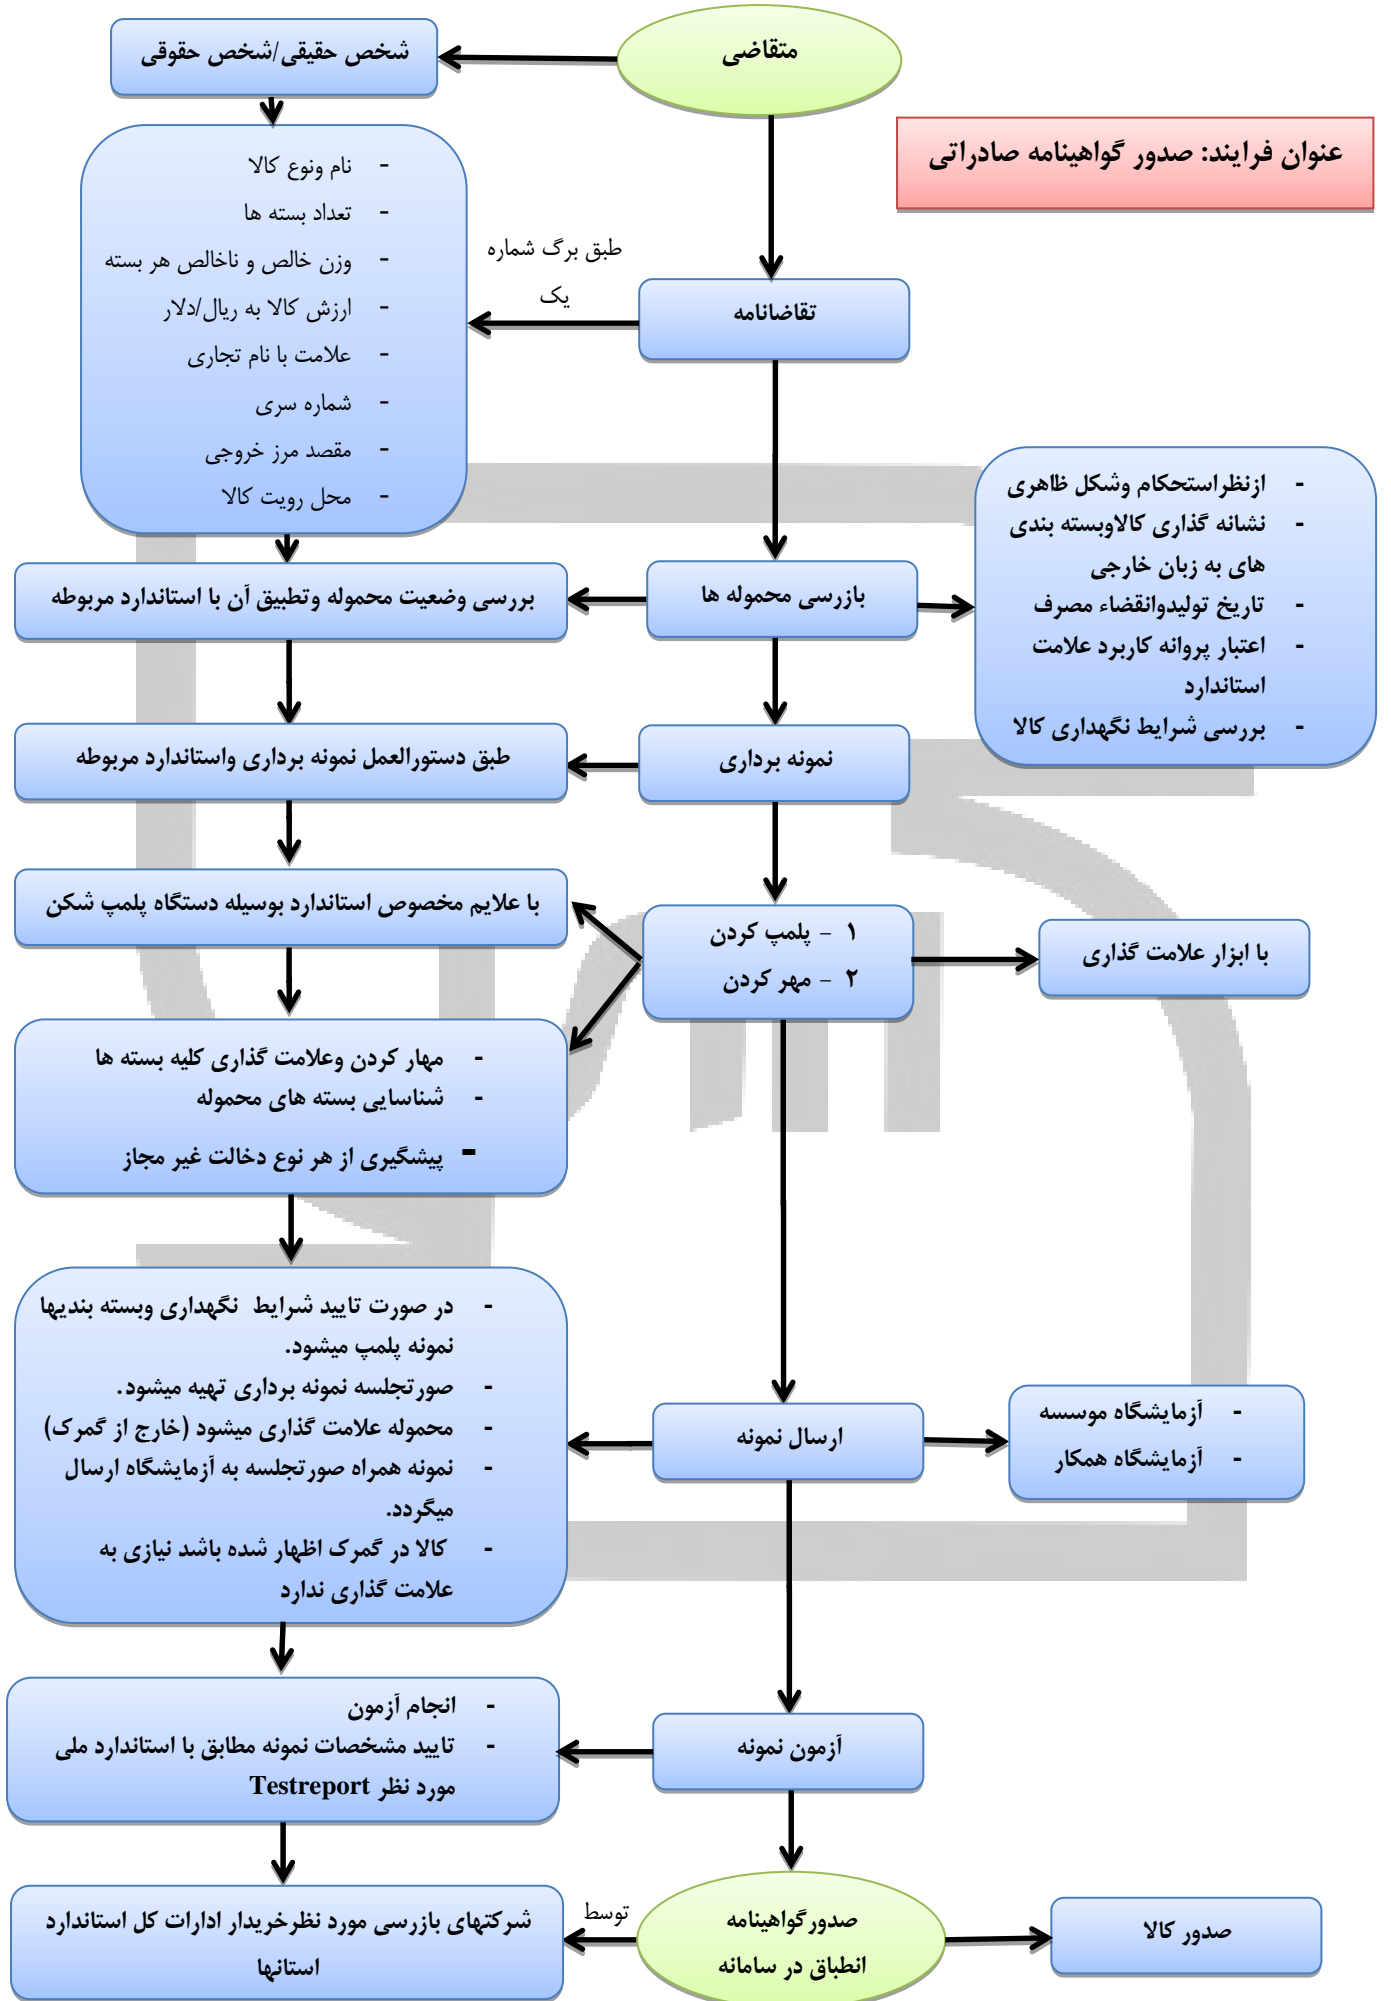 متقاضی
شخص حقیقی/شخص حقوقی
عنوان فرایند: صدور گواهینامه صادراتی
- نام ونوع کالا
- تعداد بسته ها
- وزن خالص و ناخالص هر بسته
- ارزش کالا به ریال/دلار
- علامت با نام تجاری
- شماره سری
- مقصد مرز خروجی
- محل رویت کالا
طبق برگ شماره
یک
تقاضانامه
- ازنظراستحکام وشکل ظاهری
- نشانه گذاری کالاوبسته بندی
های به زبان خارجی
- تاریخ تولیدوانقضاء مصرف
- اعتبار پروانه کاربرد علامت
استاندارد
- بررسی شرایط نگهداری کالا
بازرسی محموله ها
بررسی وضعیت محموله وتطبیق آن با استاندارد مربوطه
نمونه برداری
طبق دستورالعمل نمونه برداری واستاندارد مربوطه
۱ - پلمپ کردن
۲ - مهر کردن
با علایم مخصوص استاندارد بوسیله دستگاه پلمپ شکن
با ابزار علامت گذاری
- مهار کردن وعلامت گذاری کلیه بسته ها
- شناسایی بسته های محموله
- پیشگیری از هر نوع دخالت غیر مجاز
- در صورت تایید شرایط نگهداری وبسته بندیها
نمونه پلمپ میشود.
- صورتجلسه نمونه برداری تهیه میشود.
- محموله علامت گذاری میشود (خارج از گمرک)
- نمونه همراه صورتجلسه به آزمایشگاه ارسال
میگردد.
- کالا در گمرک اظهار شده باشد نیازی به
علامت گذاری ندارد
ارسال نمونه
- آزمایشگاه موسسه
- آزمایشگاه همکار
- انجام آزمون
- تایید مشخصات نمونه مطابق با استاندارد ملی
مورد نظر Testreport
آزمون نمونه
صدورگواهینامه
انطباق در سامانه
توسط
شرکتهای بازرسی مورد نظرخریدار ادارات کل استاندارد
استانها
صدور کالا